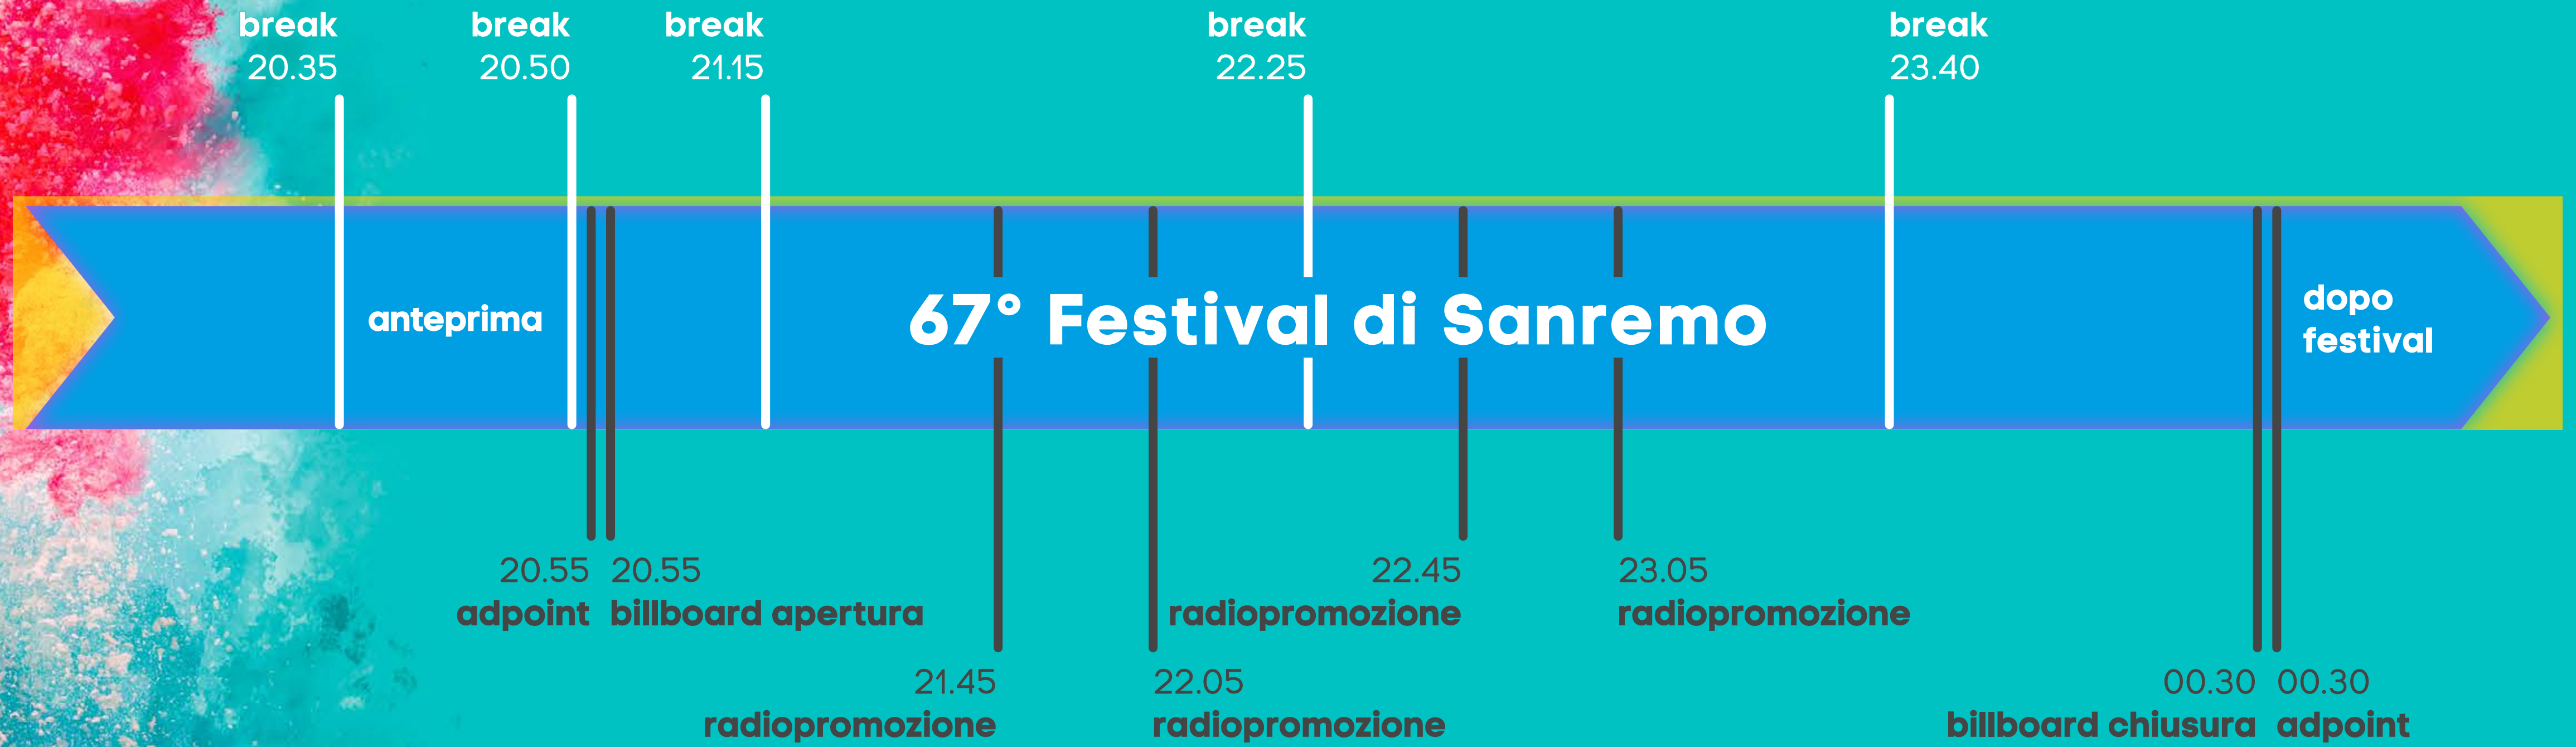 break
20.35
break
20.50
break
21.15
break
22.25
break
23.40
anteprima
67° Festival di Sanremo
dopo
festival
20.55
adpoint
20.55
billboard apertura
22.45
radiopromozione
23.05
radiopromozione
21.45
radiopromozione
22.05
radiopromozione
00.30
billboard chiusura
00.30
adpoint